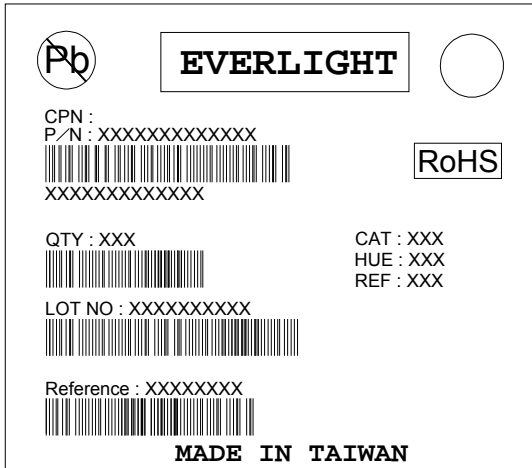 Pb
EVERLIGHT
CPN :
P/N : XXXXXXXXXXXXX
RoHS
XXXXXXXXXXXXX
QTY : XXX
CAT : XXX
HUE : XXX
REF : XXX
LOT NO : XXXXXXXXXX
Reference : XXXXXXXX
MADE IN TAIWAN